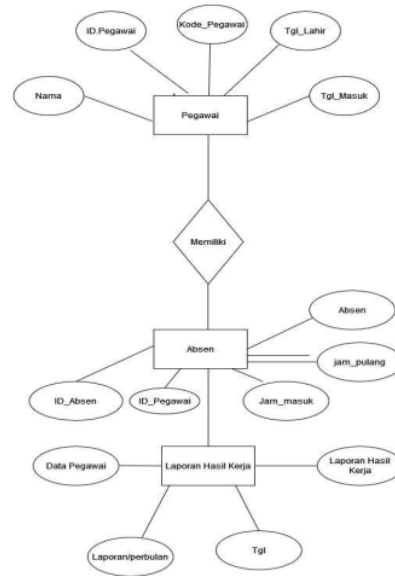 Kode_Pegawai
ID.Pegawai
Tgl_Lahir
Nama
Tgl_Masuk
Pegawai
Memiliki
Absen
Absen
jam_pulang
ID_Absen
ID_Pegawai
Jam_masuk
Data Pegawai
Laporan Hasil Kerja
Laporan Hasil
Kerja
Laporan/perbulan
Tgl